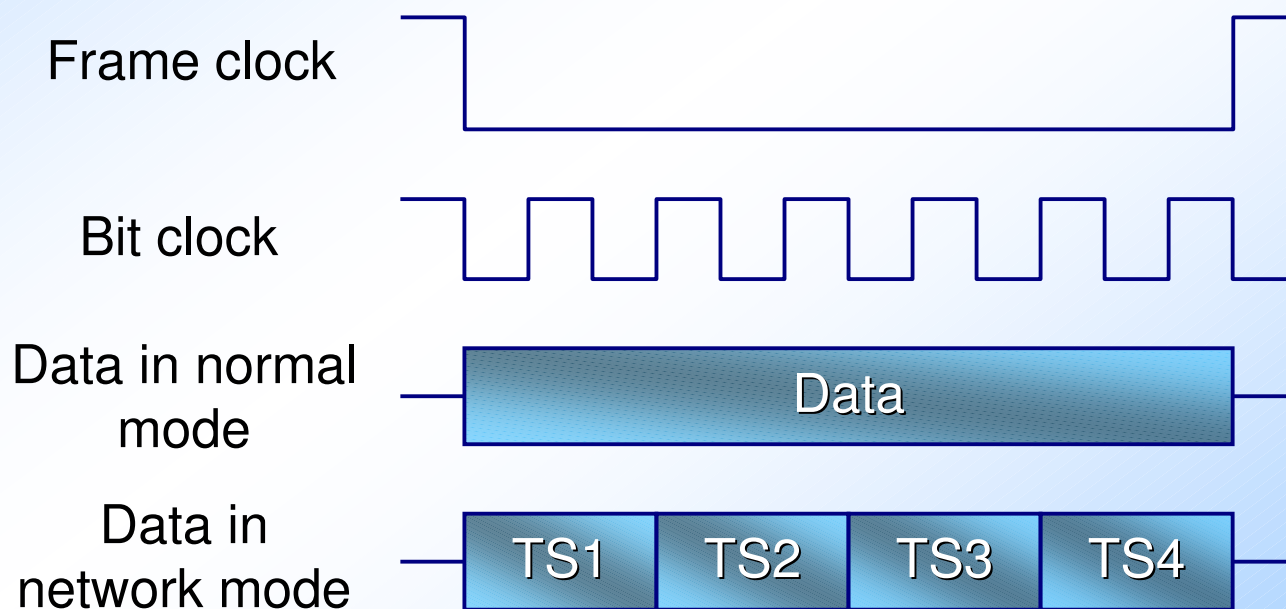 Frame clock
Bit clock
Data in normal
mode
Data
Data in
network mode
TS1 TS2 TS3 TS4